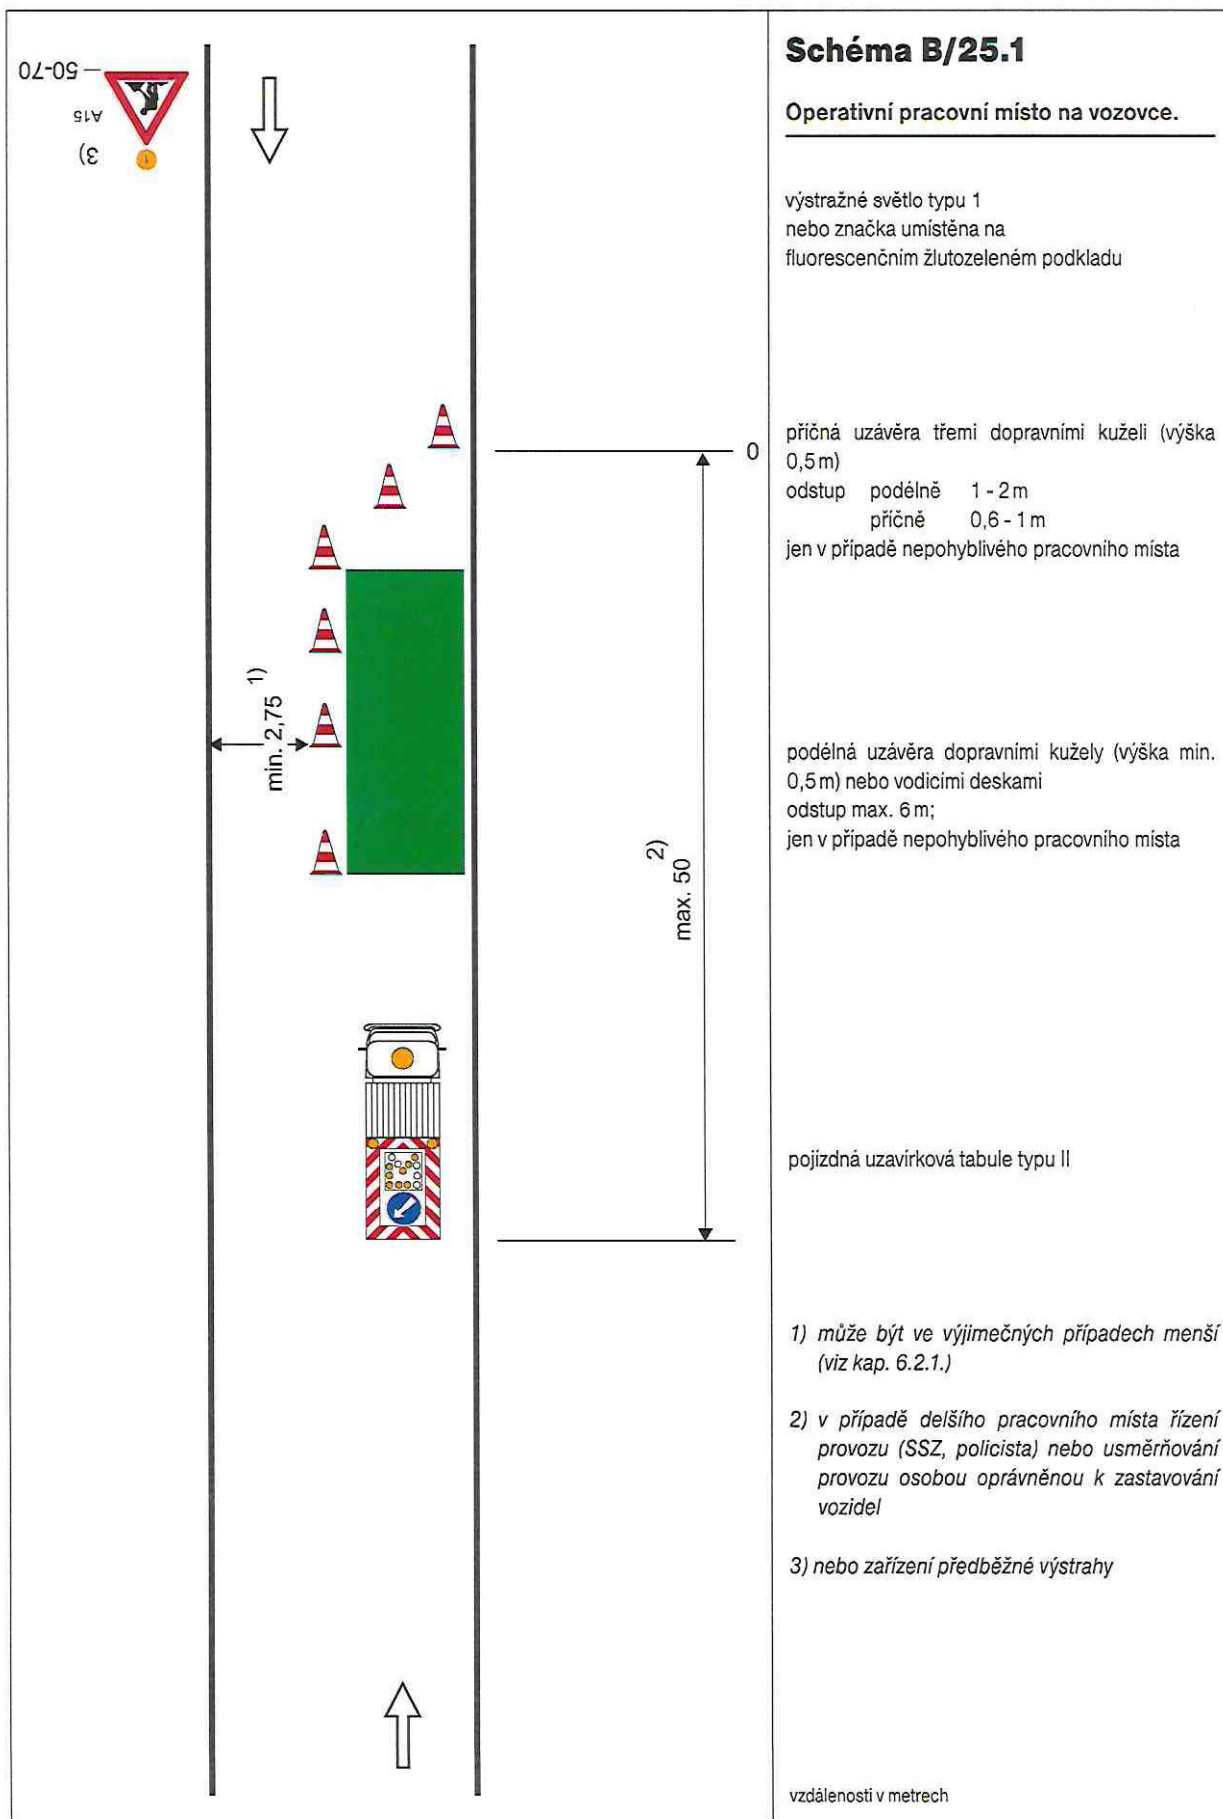 50-70
A15
3)
1
min. 2,75 1)
max. 50 2)
0
Schéma B/25.1
Operativní pracovní místo na vozovce.
výstražné světlo typu 1
nebo značka umístěna na
fluorescenčním žlutozeleném podkladu
příčná uzávěra třemi dopravními kuželi (výška
0,5 m)
odstup podélně 1 - 2 m
příčně 0,6 - 1 m
jen v případě nepohyblivého pracovního místa
podélná uzávěra dopravními kužely (výška min.
0,5 m) nebo vodicími deskami
odstup max. 6 m;
jen v případě nepohyblivého pracovního místa
pojízdná uzavírková tabule typu II
1) může být ve výjimečných případech menší
(viz kap. 6.2.1.)
2) v případě delšího pracovního místa řízení
provozu (SSZ, policista) nebo usměrňování
provozu osobou oprávněnou k zastavování
vozidel
3) nebo zařízení předběžné výstrahy
vzdálenosti v metrech